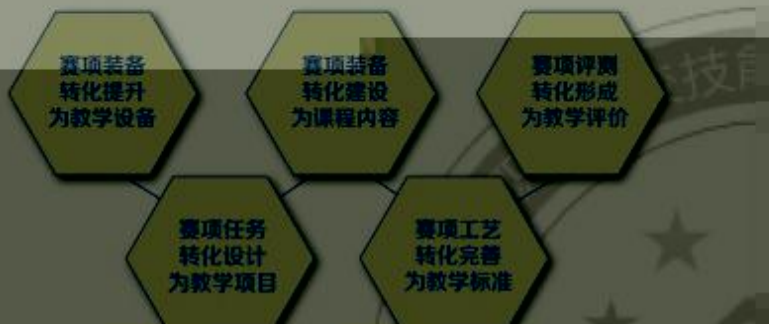 赛项装备
转化提升
为教学设备
赛项装备
转化建设
为课程内容
赛项评测
转化形成
为教学评价
赛项任务
转化设计
为教学项目
赛项工艺
转化完善
为教学标准
技能